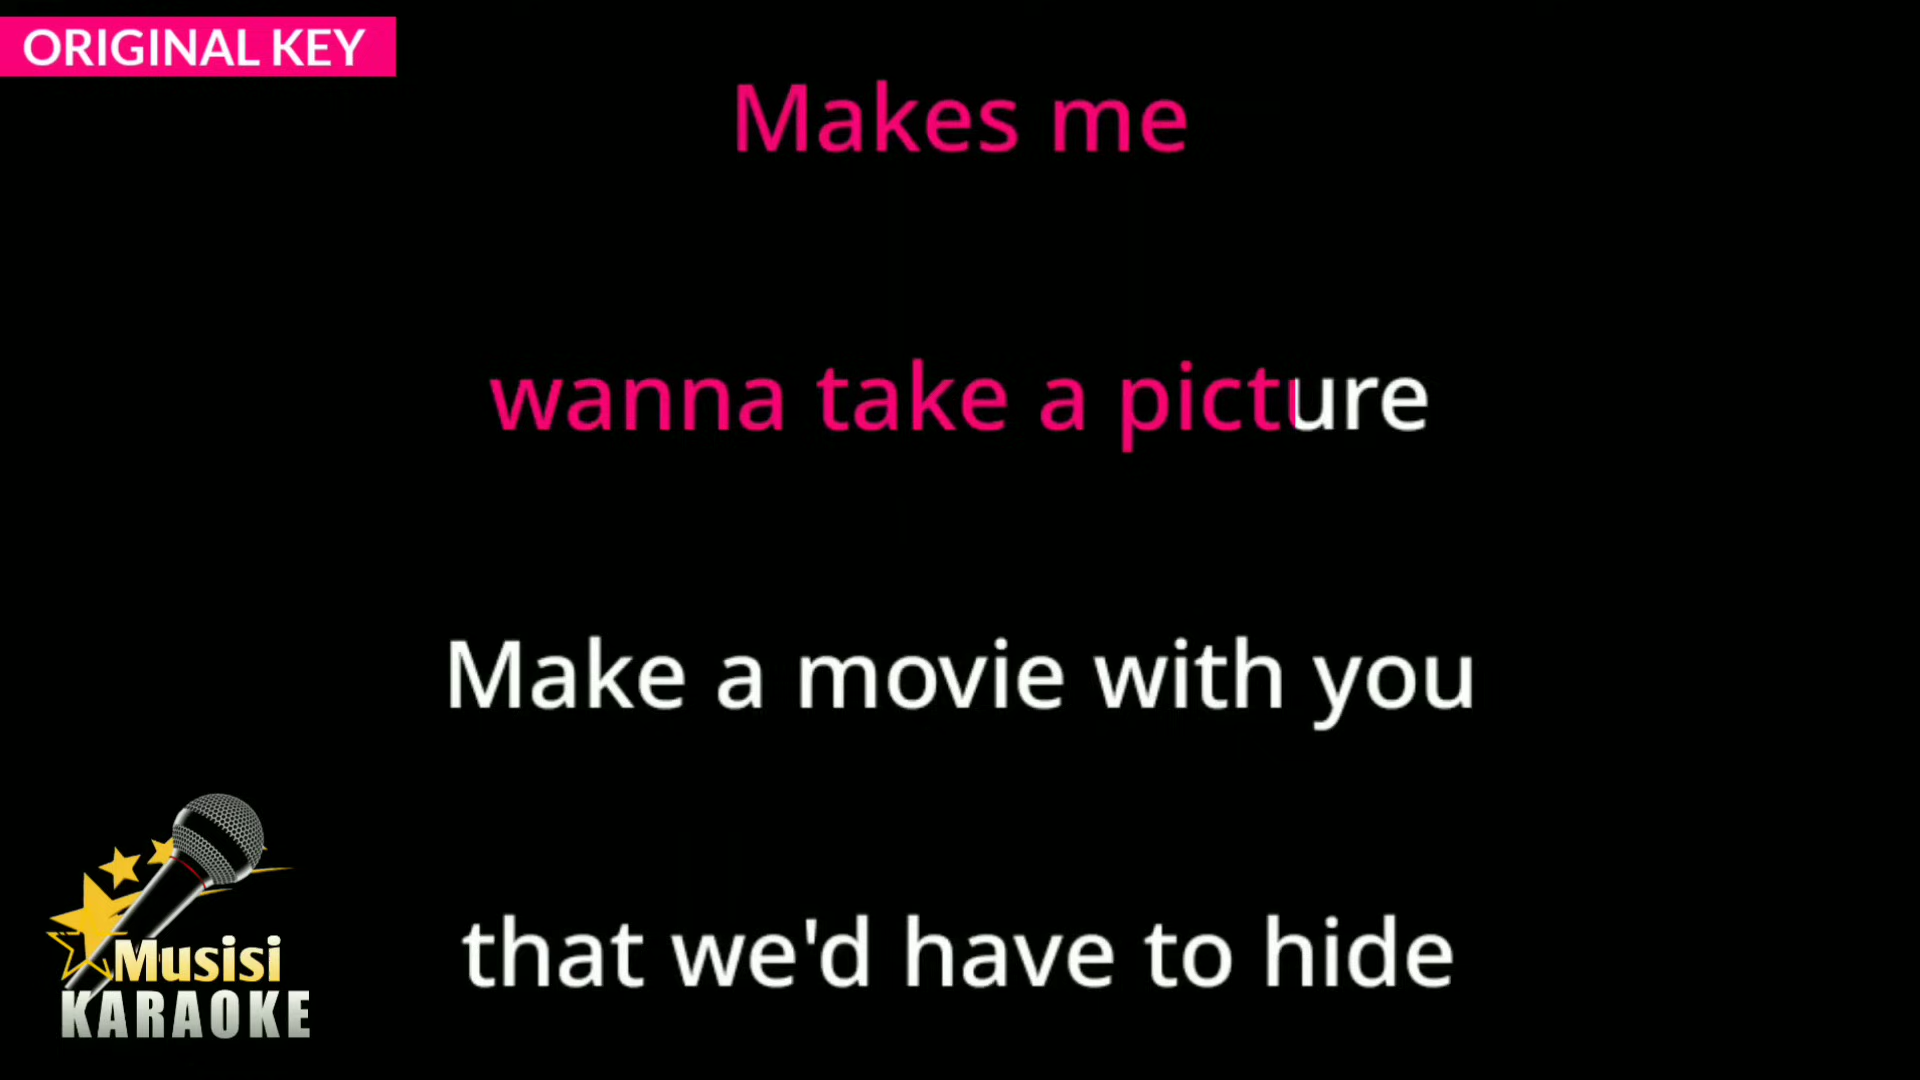 ORIGINAL KEY
Makes me
wanna take a picture
Make a movie with you
that we'd have to hide
Musisi
KARAOKE